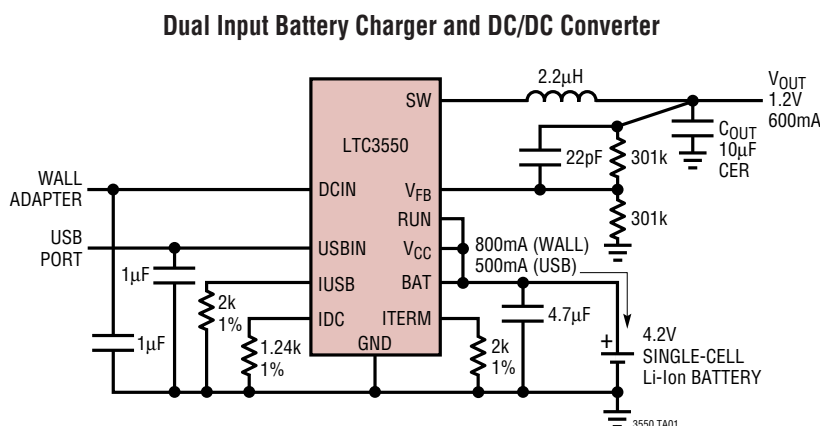 Dual Input Battery Charger and DC/DC Converter
2.2µH
VOUT
1.2V
600mA
SW
LTC3550
COUT
10µF
CER
22pF
301k
WALL
ADAPTER
DCIN
VFB
RUN
301k
USB
PORT
USBIN
VCC
800mA (WALL)
500mA (USB)
1µF
IUSB
BAT
2k
1%
IDC
ITERM
4.7µF
1µF
1.24k
1%
GND
2k
1%
+
4.2V
SINGLE-CELL
Li-Ion BATTERY
3550 TA01